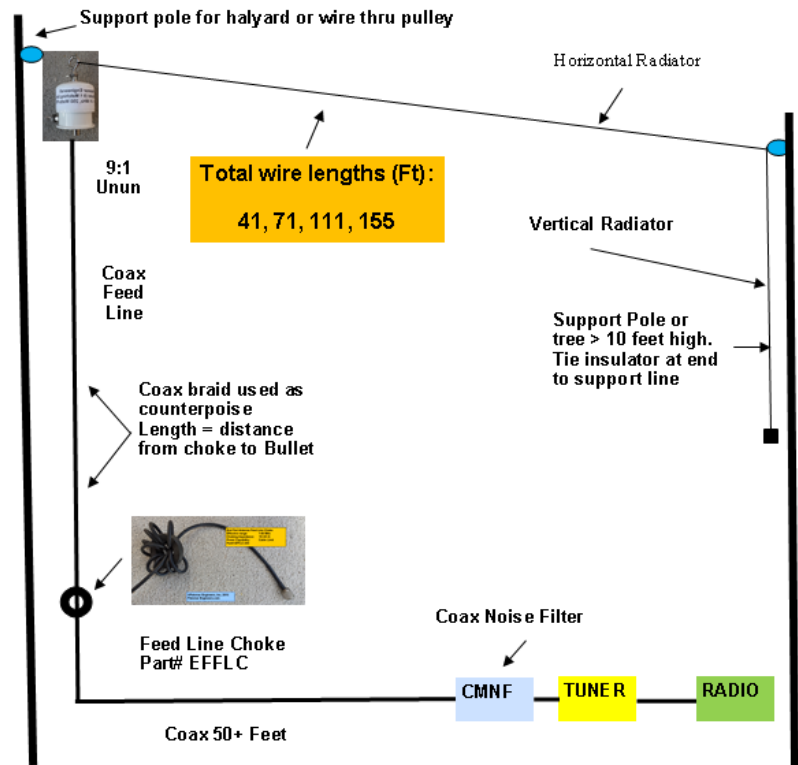 Support pole for halyard or wire thru pulley
Horizontal Radiator
9:1
Unun
Total wire lengths (Ft):
41, 71, 111, 155
Vertical Radiator
Coax
Feed
Line
Support Pole or
tree > 10 feet high.
Tie insulator at end
to support line
Coax braid used as
counterpoise
Length = distance
from choke to Bullet
Coax Noise Filter
Feed Line Choke
Part# EFFLC
CMNF
TUNER
RADIO
Coax 50+ Feet